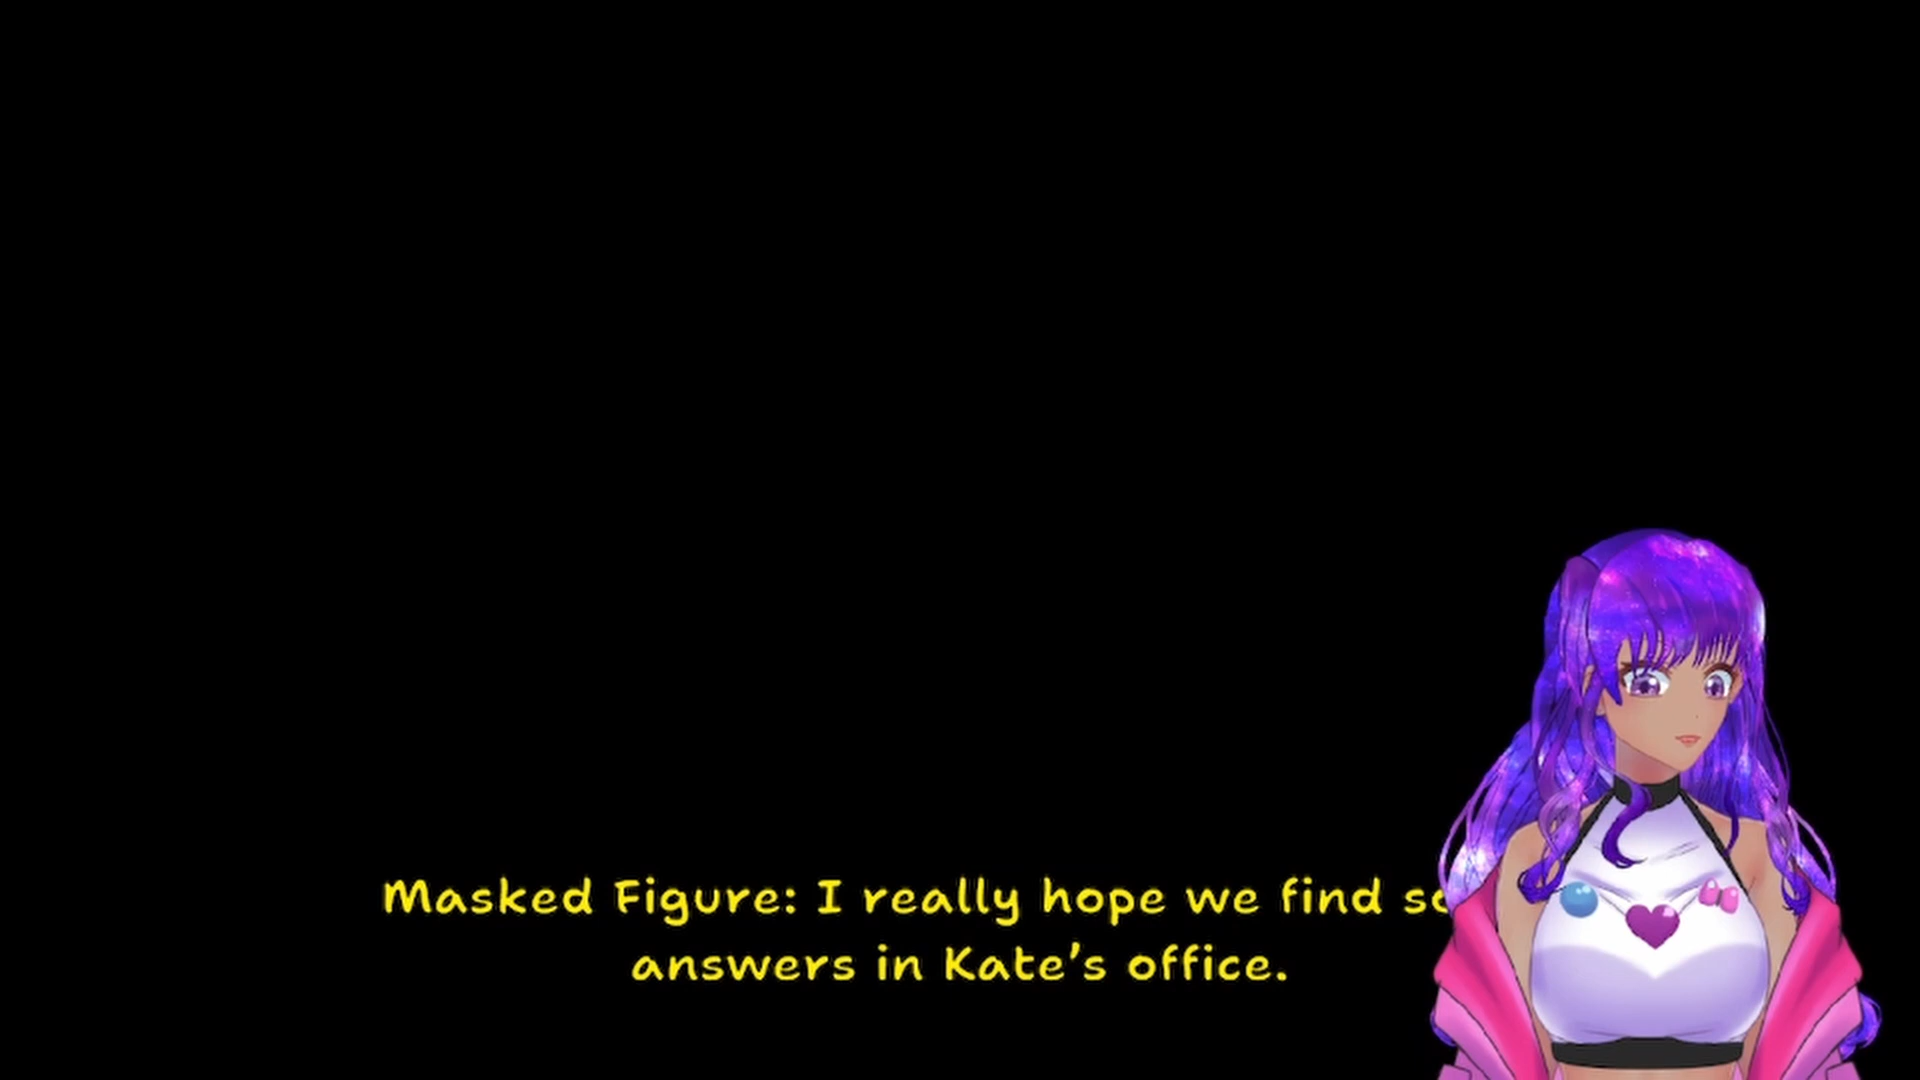 Masked Figure: I really hope we find
answers in Kate's office.